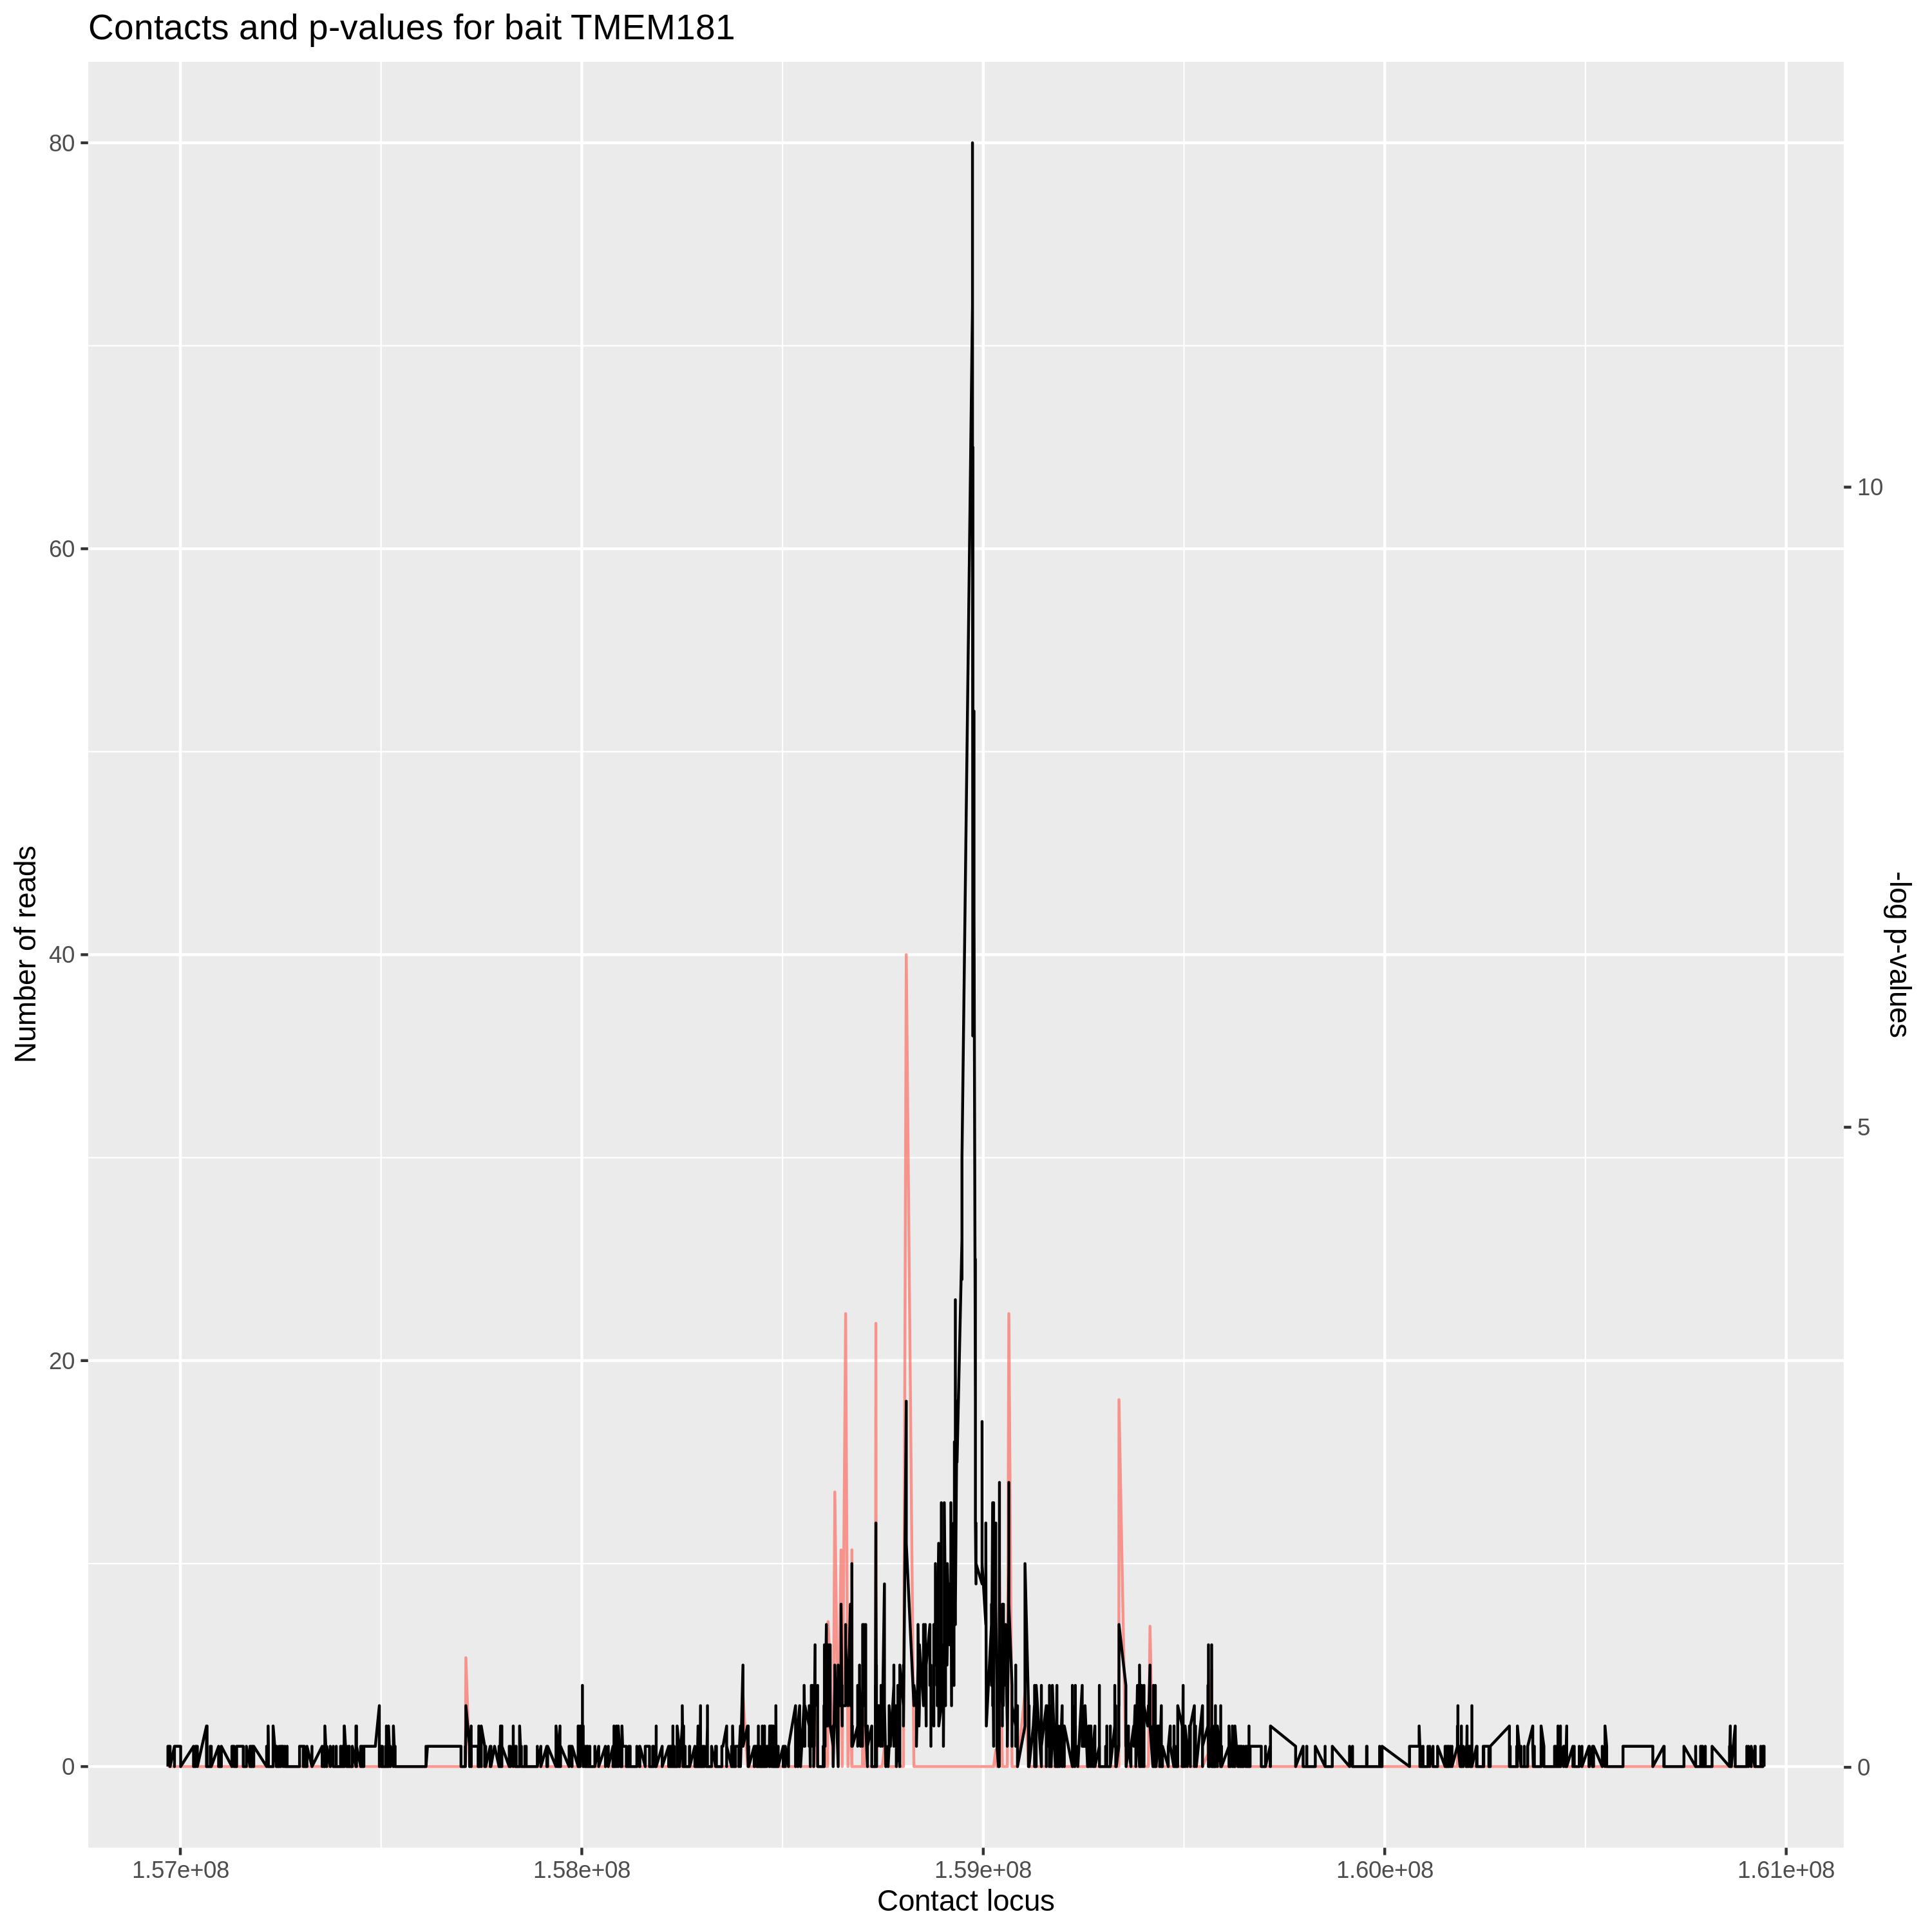 Contacts and p-values for bait TMEM181
80
60
40
20
0
Number of reads
10
5
0
-log p-values
1.57e+08
1.58e+08
1.59e+08
1.60e+08
1.61e+08
Contact locus